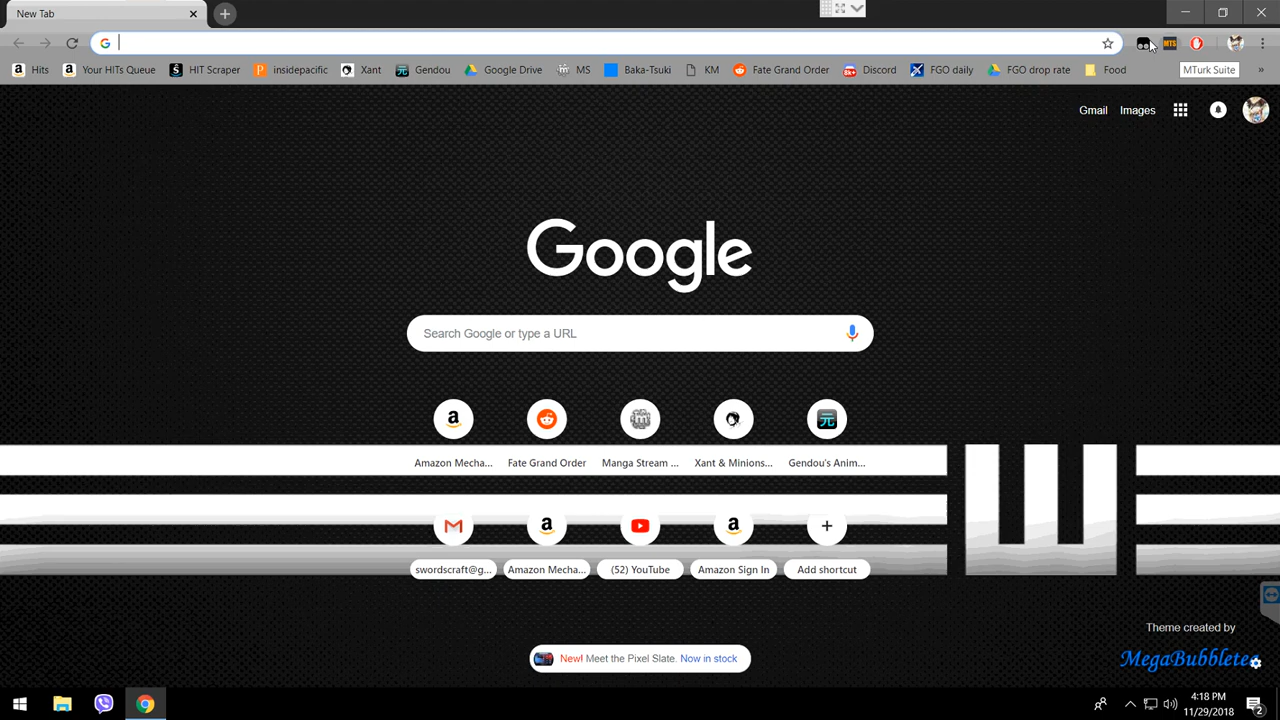 New Tab
Hits
Your HITs Queue
HIT Scraper
insidepacific
Xant
Gendou
Google Drive
MS
Baka-Tsuki
KM
Fate Grand Order
8k+
Discord
FGO daily
FGO drop rate
Food
MTS
MTurk Suite
»
Gmail
Images
Google
Search Google or type a URL
Amazon Mecha...
Fate Grand Order
Manga Stream ...
Xant & Minions...
Gendou's Anim...
swordscraft@g...
Amazon Mecha...
(52) YouTube
Amazon Sign In
Add shortcut
Theme created by
MegaBubbletea
New! Meet the Pixel Slate. Now in stock
4:18 PM
11/29/2018
2